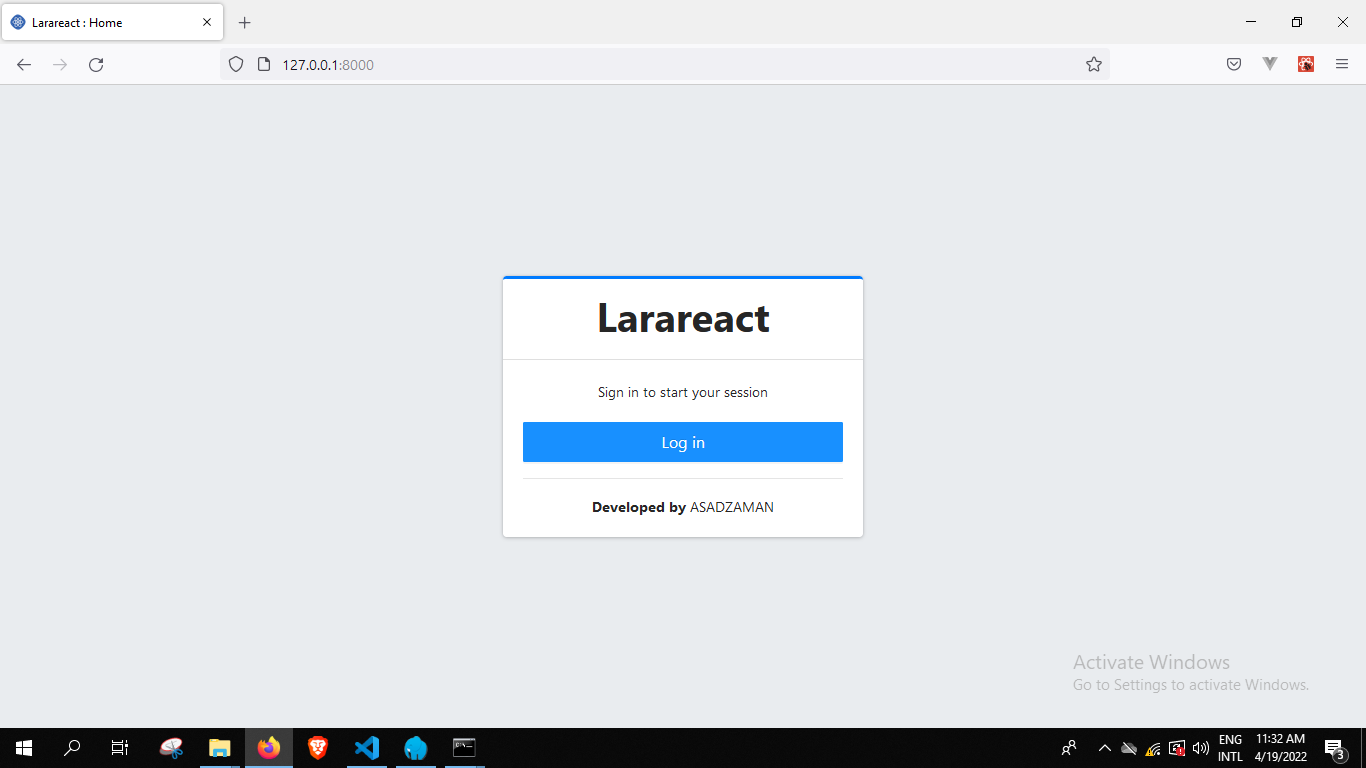 Larareact : Home
127.0.0.1:8000
Larareact
Sign in to start your session
Log in
Developed by ASADZAMAN
Activate Windows
Go to Settings to activate Windows.
ENG
INTL
11:32 AM
4/19/2022
3